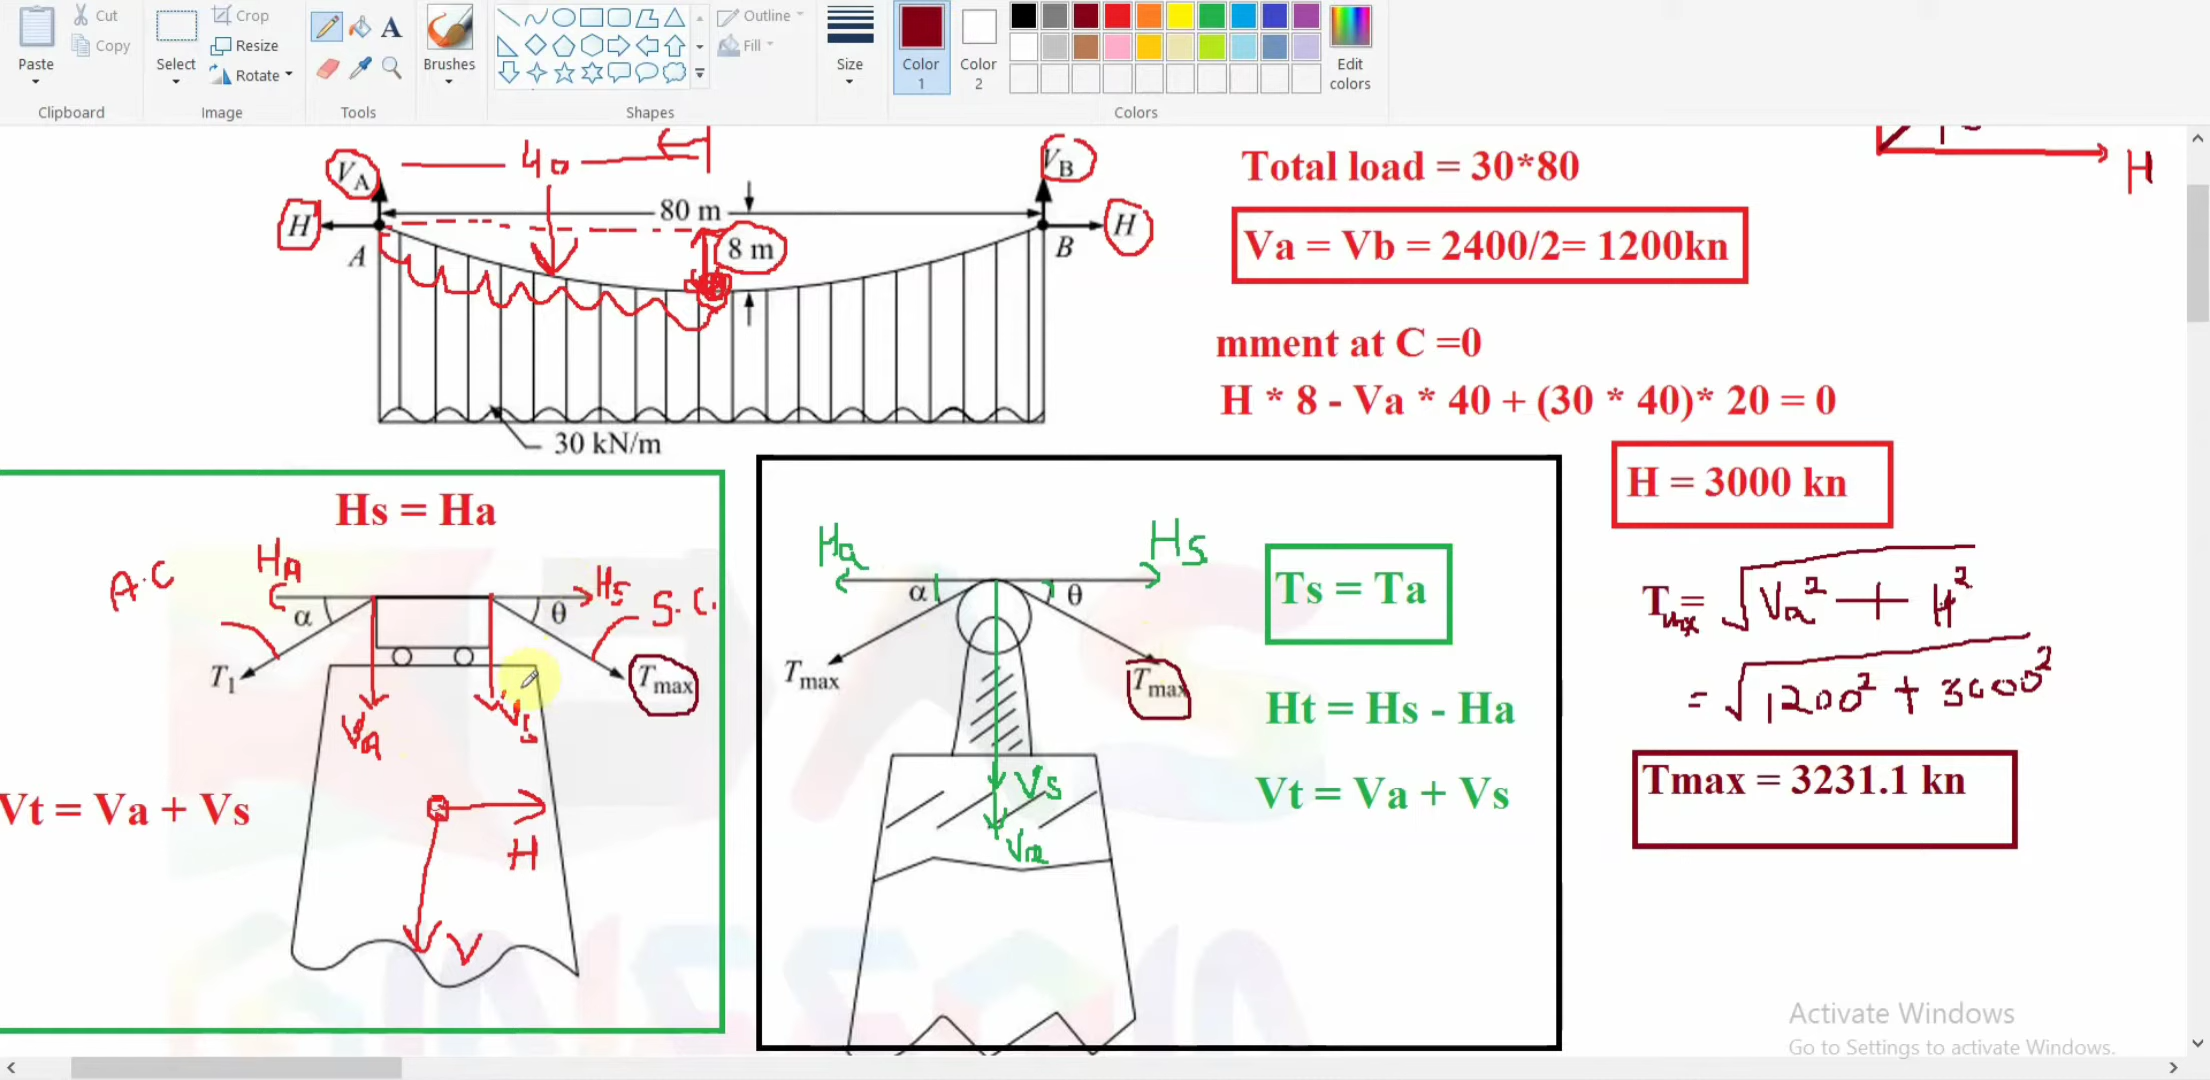 Cut
Crop
Copy
Resize
Paste
Select
Rotate
Brushes
Outline
Fill
Size
Color 1
Color 2
Edit colors
Clipboard
Image
Tools
Shapes
Colors
40
VA
VB
80 m
H
H
8 m
A
B
30 kN/m
Total load = 30*80
Va = Vb = 2400/2= 1200kn
H
mment at C =0
H * 8 - Va * 40 + (30 * 40)* 20 = 0
H = 3000 kn
Hs = Ha
A.C
HA
α
θ
Hs
S.C.
T1
Tmax
VA
Vs
Vt = Va + Vs
H
V
Ha
Hs
α
θ
Tmax
Tmax
Vs
Va
Ts = Ta
Ht = Hs - Ha
Vt = Va + Vs
Tmax = √Va² + H²
= √1200² + 3000²
Tmax = 3231.1 kn
Activate Windows
Go to Settings to activate Windows.